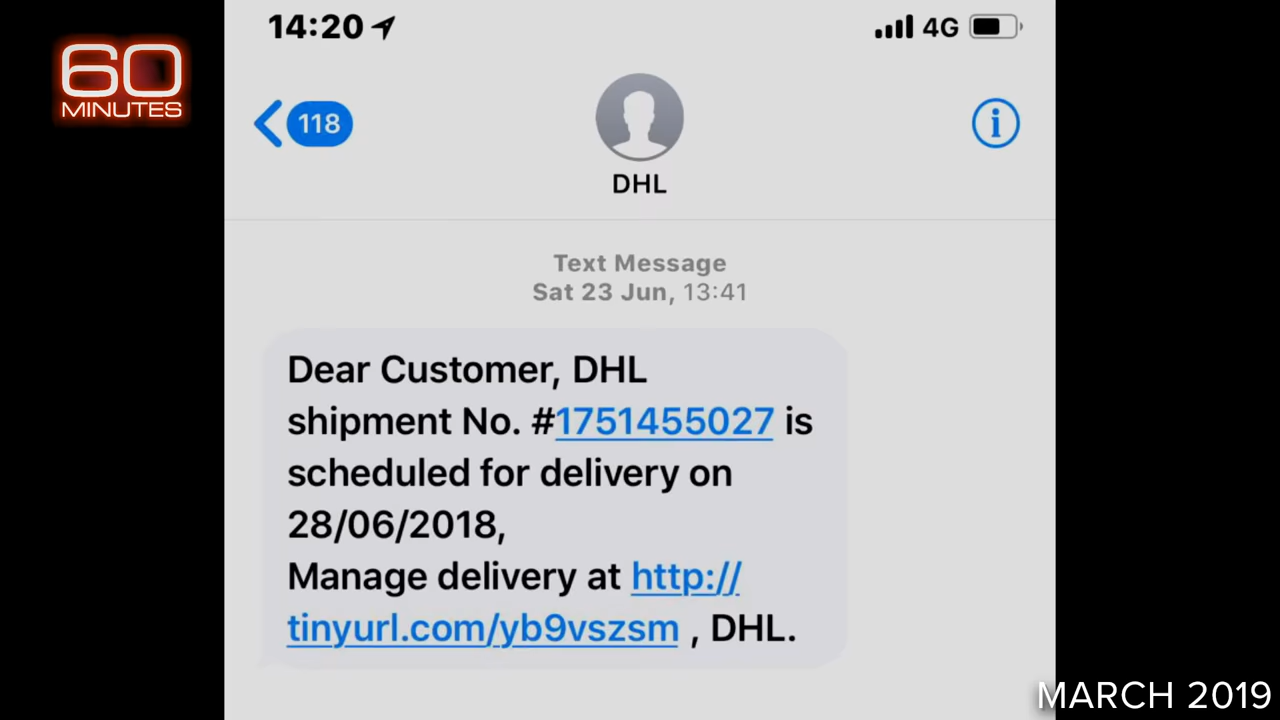 60
MINUTES
14:20
4G
118
DHL
Text Message
Sat 23 Jun, 13:41
Dear Customer, DHL
shipment No. #1751455027 is
scheduled for delivery on
28/06/2018,
Manage delivery at http://
tinyurl.com/yb9vszsm , DHL.
MARCH 2019